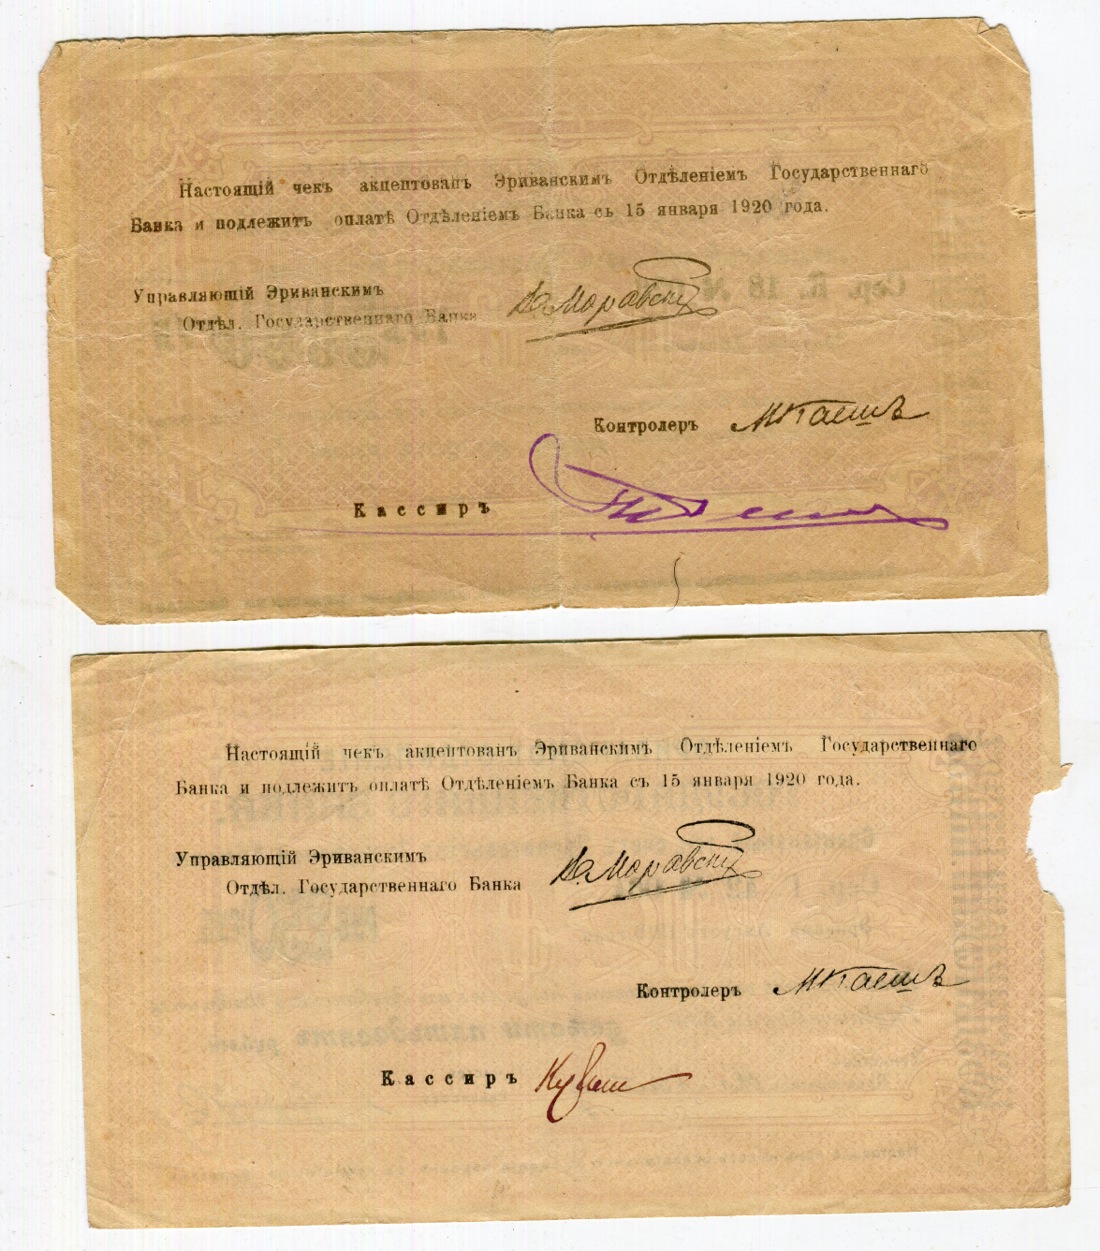 Настоящій чекъ акцептованъ Эриванскимъ Отдѣленіемъ Государственнаго
Банка и подлежитъ оплатѣ Отдѣленіемъ Банка съ 15 января 1920 года.
Управляющій Эриванскимъ
Отдѣл. Государственнаго Банка
Контролеръ
Кассиръ
Настоящій чекъ акцептованъ Эриванскимъ Отдѣленіемъ Государственнаго
Банка и подлежитъ оплатѣ Отдѣленіемъ Банка съ 15 января 1920 года.
Управляющій Эриванскимъ
Отдѣл. Государственнаго Банка
Контролеръ
Кассиръ